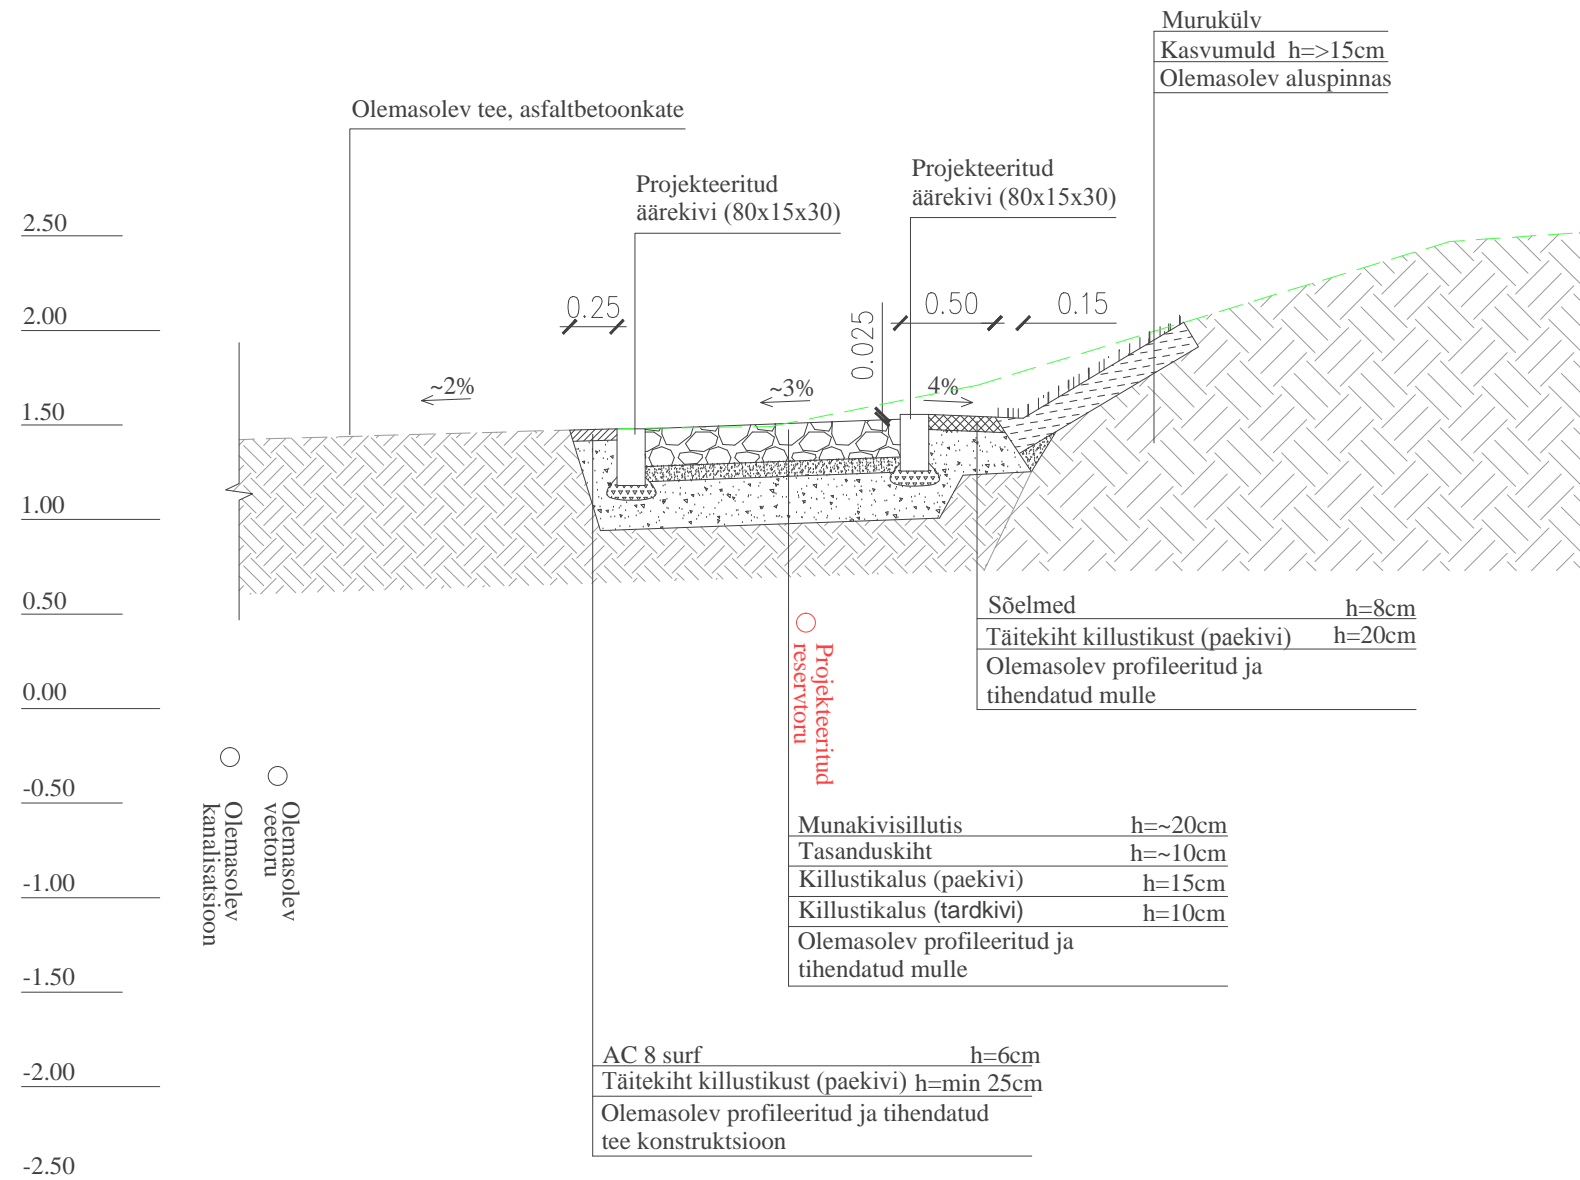 Murukülv
Kasvumuld h=>15cm
Olemasolev aluspinnas
Olemasolev tee, asfaltbetoonkate
Projekteeritud
äärekivi (80x15x30)
Projekteeritud
äärekivi (80x15x30)
2.50
2.00
1.50
1.00
0.50
0.00
-0.50
-1.00
-1.50
-2.00
-2.50
0.25
0.025
0.50
0.15
~2%
~3%
4%
Sõelmed h=8cm
Täitekiht killustikust (paekivi) h=20cm
Olemasolev profileeritud ja
tihendatud mulle
Projekteeritud
reservtoru
Olemasolev
kanalisatsioon
Olemasolev
veetoru
Munakivisillutis h=~20cm
Tasanduskiht h=~10cm
Killustikalus (paekivi) h=15cm
Killustikalus (tardkivi) h=10cm
Olemasolev profileeritud ja
tihendatud mulle
AC 8 surf h=6cm
Täitekiht killustikust (paekivi) h=min 25cm
Olemasolev profileeritud ja tihendatud
tee konstruktsioon